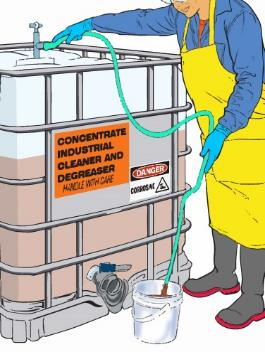 CONCENTRATE
INDUSTRIAL
CLEANER AND
DEGREASER
HANDLE WITH CARE
DANGER
CORROSIVE